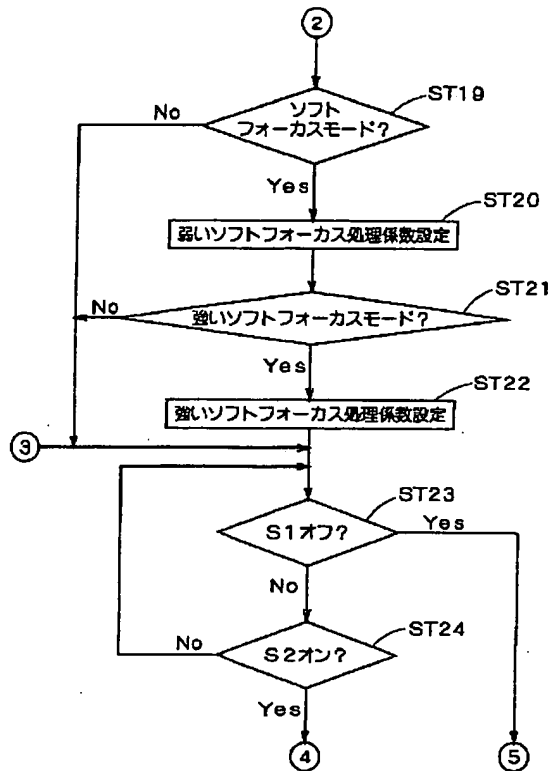 ②
ST19
ソフト
フォーカスモード?
No
Yes
ST20
弱いソフトフォーカス処理係数設定
ST21
No
強いソフトフォーカスモード?
Yes
ST22
強いソフトフォーカス処理係数設定
③
ST23
S1オフ?
Yes
No
ST24
No
S2オン?
Yes
④
⑤